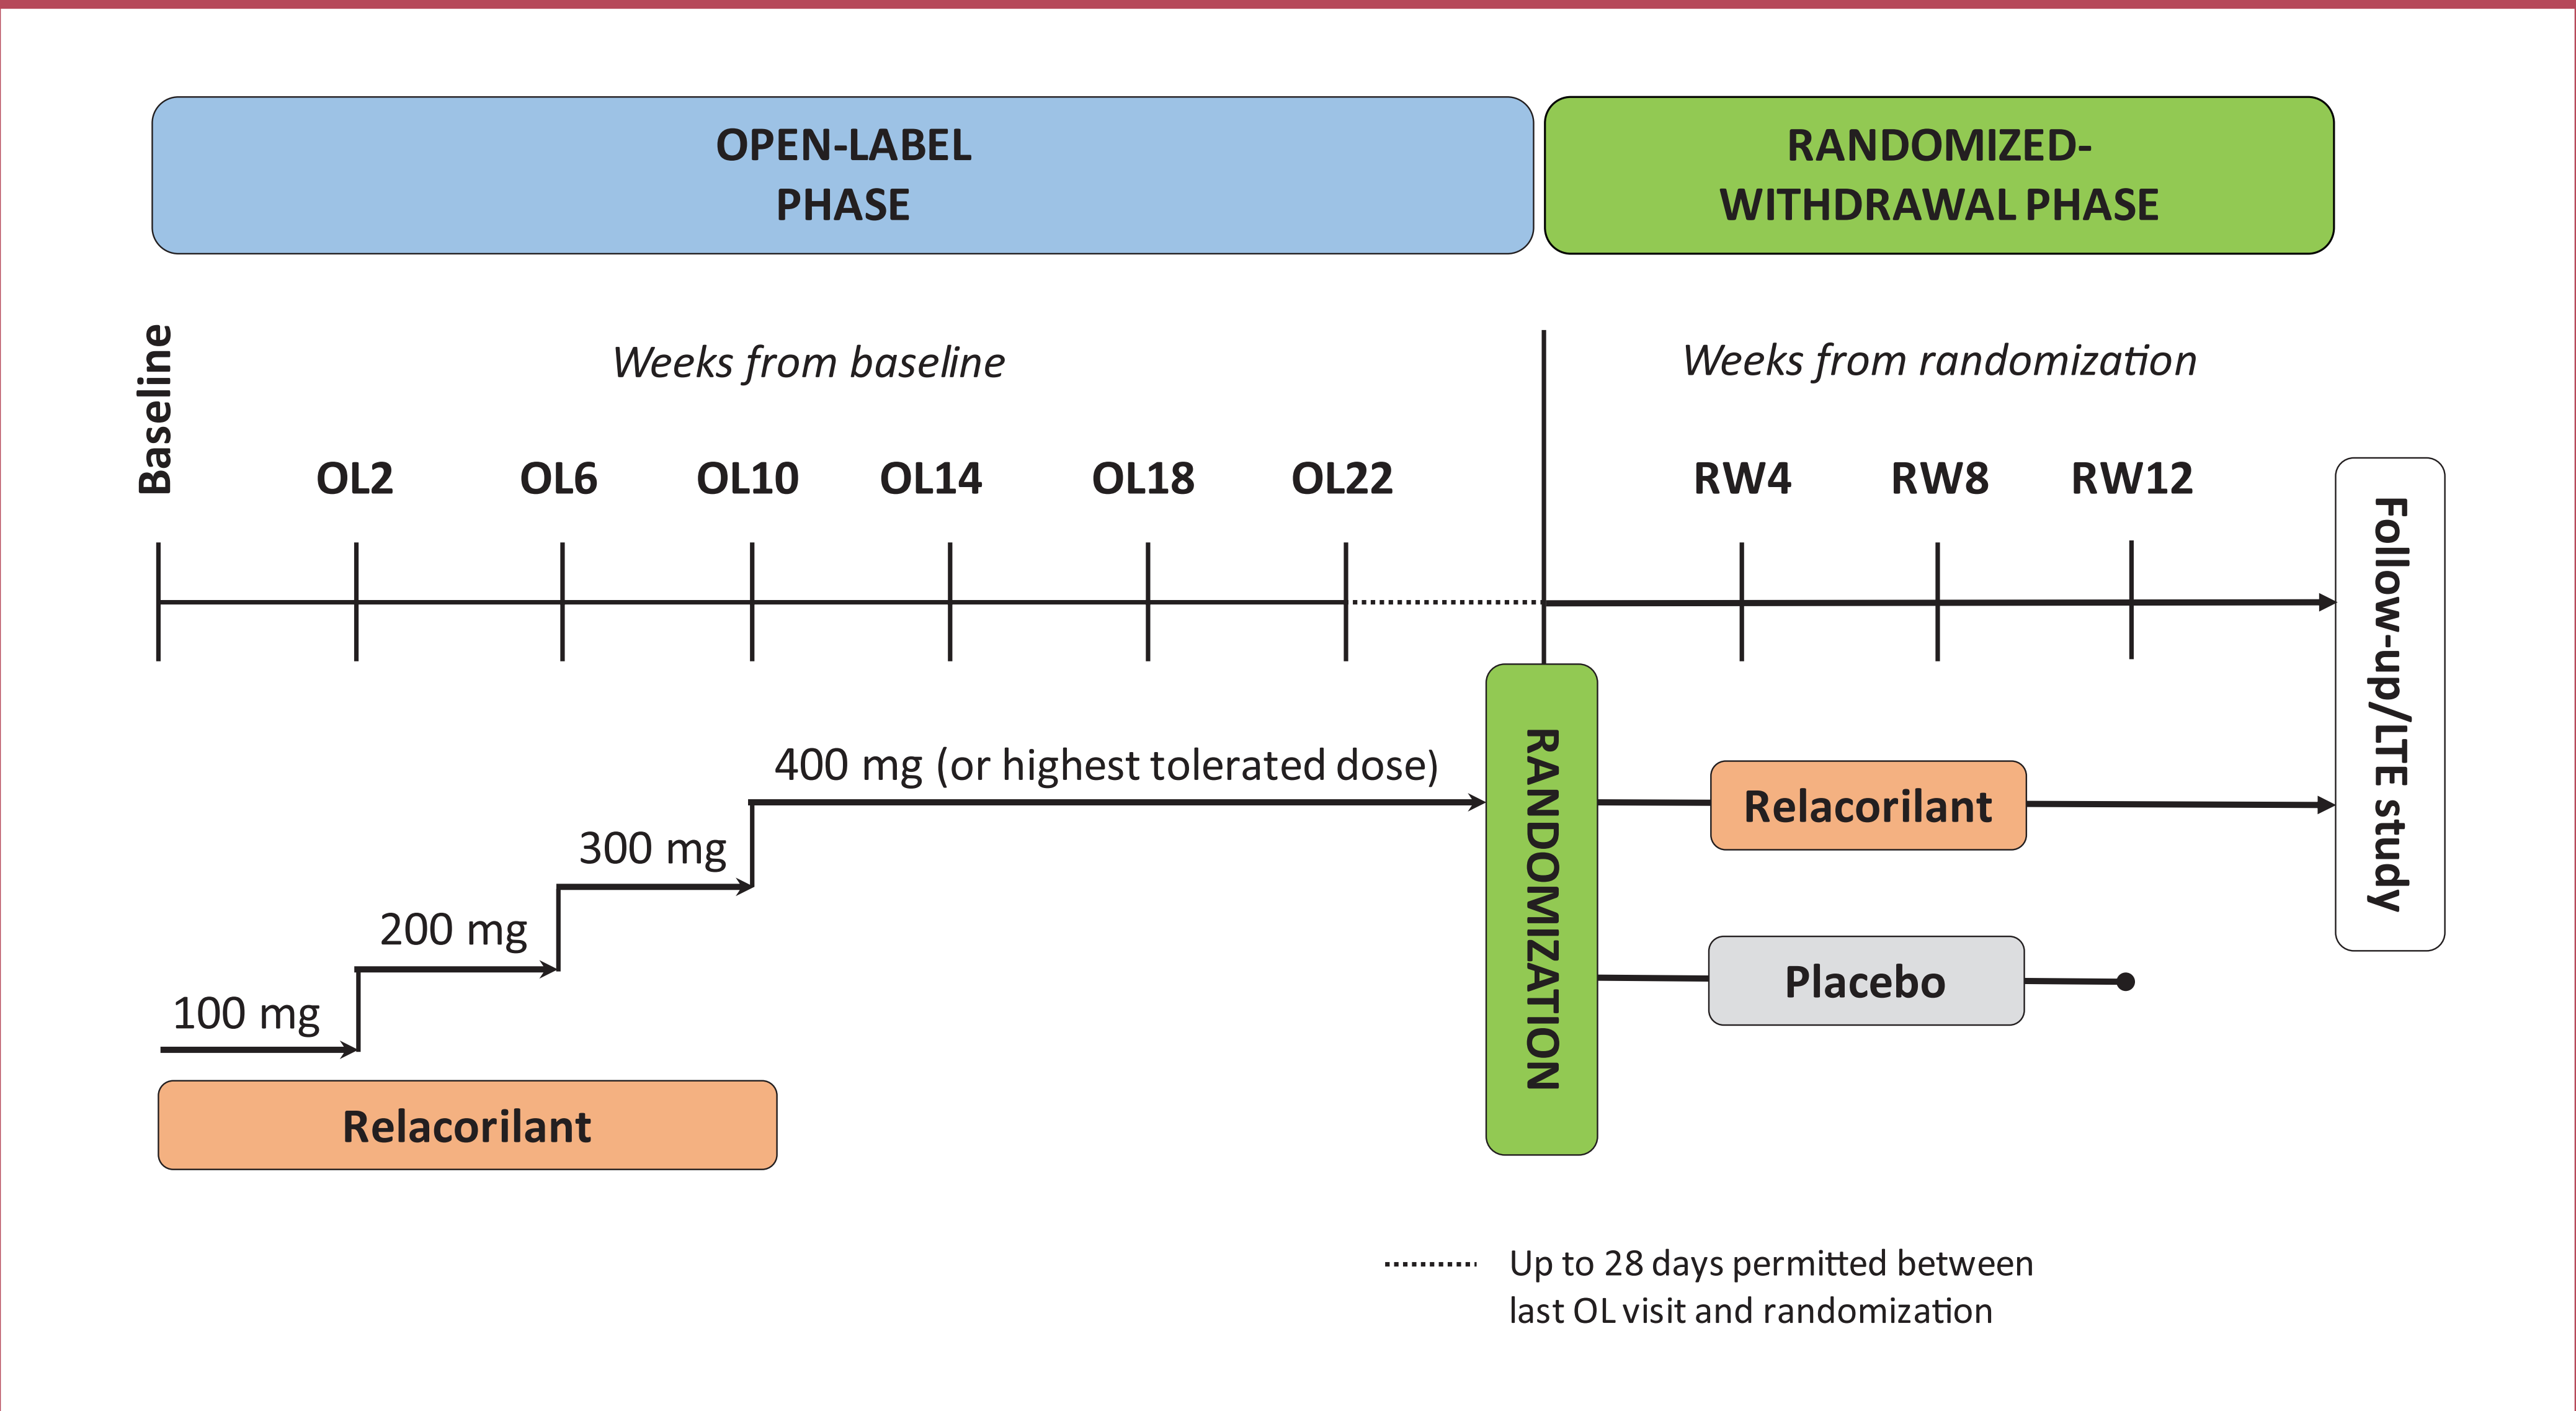 OPEN-LABEL
PHASE
RANDOMIZED-
WITHDRAWAL PHASE
Baseline
Weeks from baseline
Weeks from randomization
OL2
OL6
OL10
OL14
OL18
OL22
RW4
RW8
RW12
Follow-up/LTE study
RANDOMIZATION
400 mg (or highest tolerated dose)
300 mg
200 mg
100 mg
Relacorilant
Relacorilant
Placebo
Up to 28 days permitted between
last OL visit and randomization